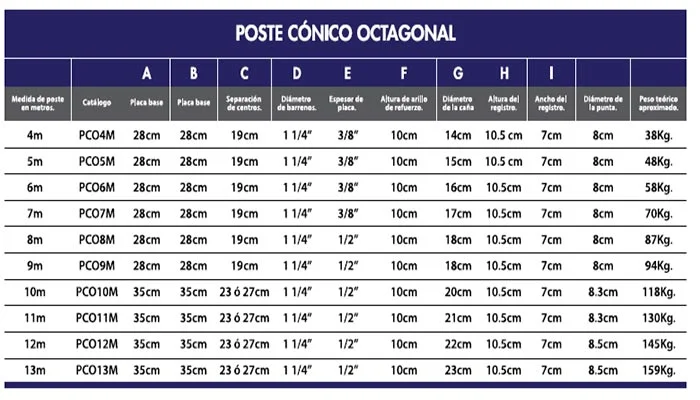 POSTE CÓNICO OCTAGONAL
A B C D E F G H I
Medida de poste en metros. Catálogo Placa base Placa base Separación de centros. Diámetro de barrenos. Espesor de placa. Altura de arillo de refuerzo. Diámetro de la caña Altura del registro. Ancho del registro. Diámetro de la punta. Peso teórico aproximado.
4m PCO4M 28cm 28cm 19cm 1 1/4” 3/8” 10cm 14cm 10.5 cm 7cm 8cm 38Kg.
5m PCO5M 28cm 28cm 19cm 1 1/4” 3/8” 10cm 15cm 10.5cm 7cm 8cm 48Kg.
6m PCO6M 28cm 28cm 19cm 1 1/4” 3/8” 10cm 16cm 10.5cm 7cm 8cm 58Kg.
7m PCO7M 28cm 28cm 19cm 1 1/4” 3/8” 10cm 17cm 10.5cm 7cm 8cm 70Kg.
8m PCO8M 28cm 28cm 19cm 1 1/4” 1/2” 10cm 18cm 10.5cm 7cm 8cm 87Kg.
9m PCO9M 28cm 28cm 19cm 1 1/4” 1/2” 10cm 18cm 10.5cm 7cm 8cm 94Kg.
10m PCO10M 35cm 35cm 23 ó 27cm 1 1/4” 1/2” 10cm 20cm 10.5cm 7cm 8.3cm 118Kg.
11m PCO11M 35cm 35cm 23 ó 27cm 1 1/4” 1/2” 10cm 21cm 10.5cm 7cm 8.3cm 130Kg.
12m PCO12M 35cm 35cm 23 ó 27cm 1 1/4” 1/2” 10cm 22cm 10.5cm 7cm 8.5cm 145Kg.
13m PCO13M 35cm 35cm 23 ó 27cm 1 1/4” 1/2” 10cm 23cm 10.5cm 7cm 8.5cm 159Kg.